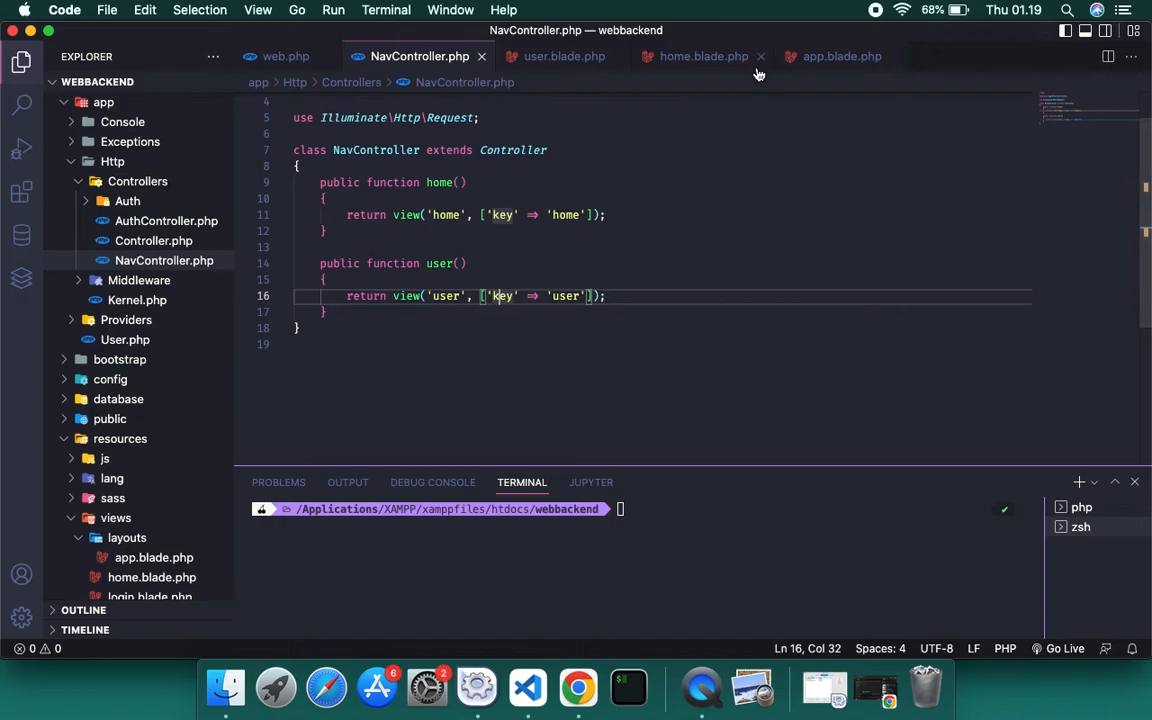 Code File Edit Selection View Go Run Terminal Window Help 68% Thu 01.19
NavController.php — webbackend
EXPLORER ··· web.php NavController.php user.blade.php home.blade.php app.blade.php ···
WEBBACKEND app > Http > Controllers > NavController.php
app
Console
Exceptions
Http
Controllers
Auth
AuthController.php
Controller.php
NavController.php
Middleware
Kernel.php
Providers
User.php
bootstrap
config
database
public
resources
js
lang
sass
views
layouts
app.blade.php
home.blade.php
login.blade.php
OUTLINE
TIMELINE
4
5 use Illuminate\Http\Request;
6
7 class NavController extends Controller
8 {
9 public function home()
10 {
11 return view('home', ['key' => 'home']);
12 }
13
14 public function user()
15 {
16 return view('user', ['key' => 'user']);
17 }
18 }
19
PROBLEMS OUTPUT DEBUG CONSOLE TERMINAL JUPYTER
/Applications/XAMPP/xamppfiles/htdocs/webbackend
php
zsh
0 0 Ln 16, Col 32 Spaces: 4 UTF-8 LF PHP Go Live
6 2